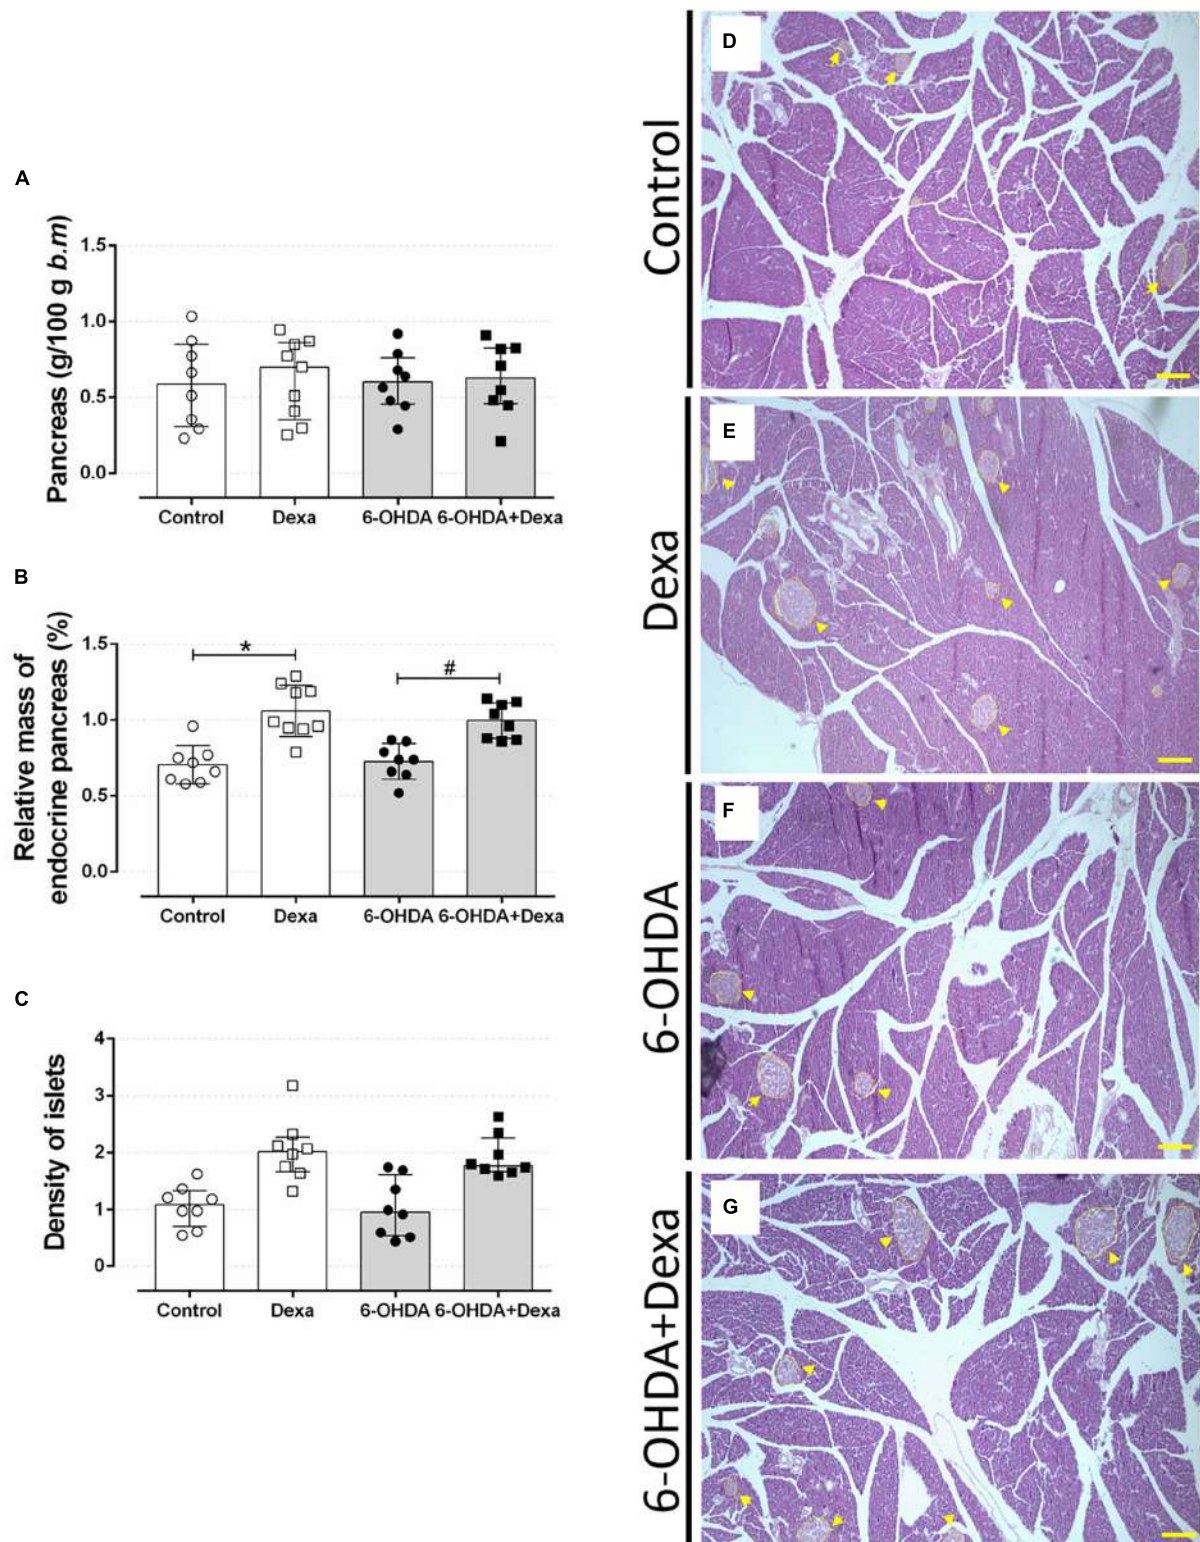 A
Pancreas (g/100 g b.m)
1.5
1.0
0.5
0.0
Control Dexa 6-OHDA 6-OHDA+Dexa
B
Relative mass of
endocrine pancreas (%)
1.5
1.0
0.5
0.0
* #
Control Dexa 6-OHDA 6-OHDA+Dexa
C
Density of islets
4
3
2
1
0
Control Dexa 6-OHDA 6-OHDA+Dexa
Control
D
Dexa
E
6-OHDA
F
6-OHDA+Dexa
G